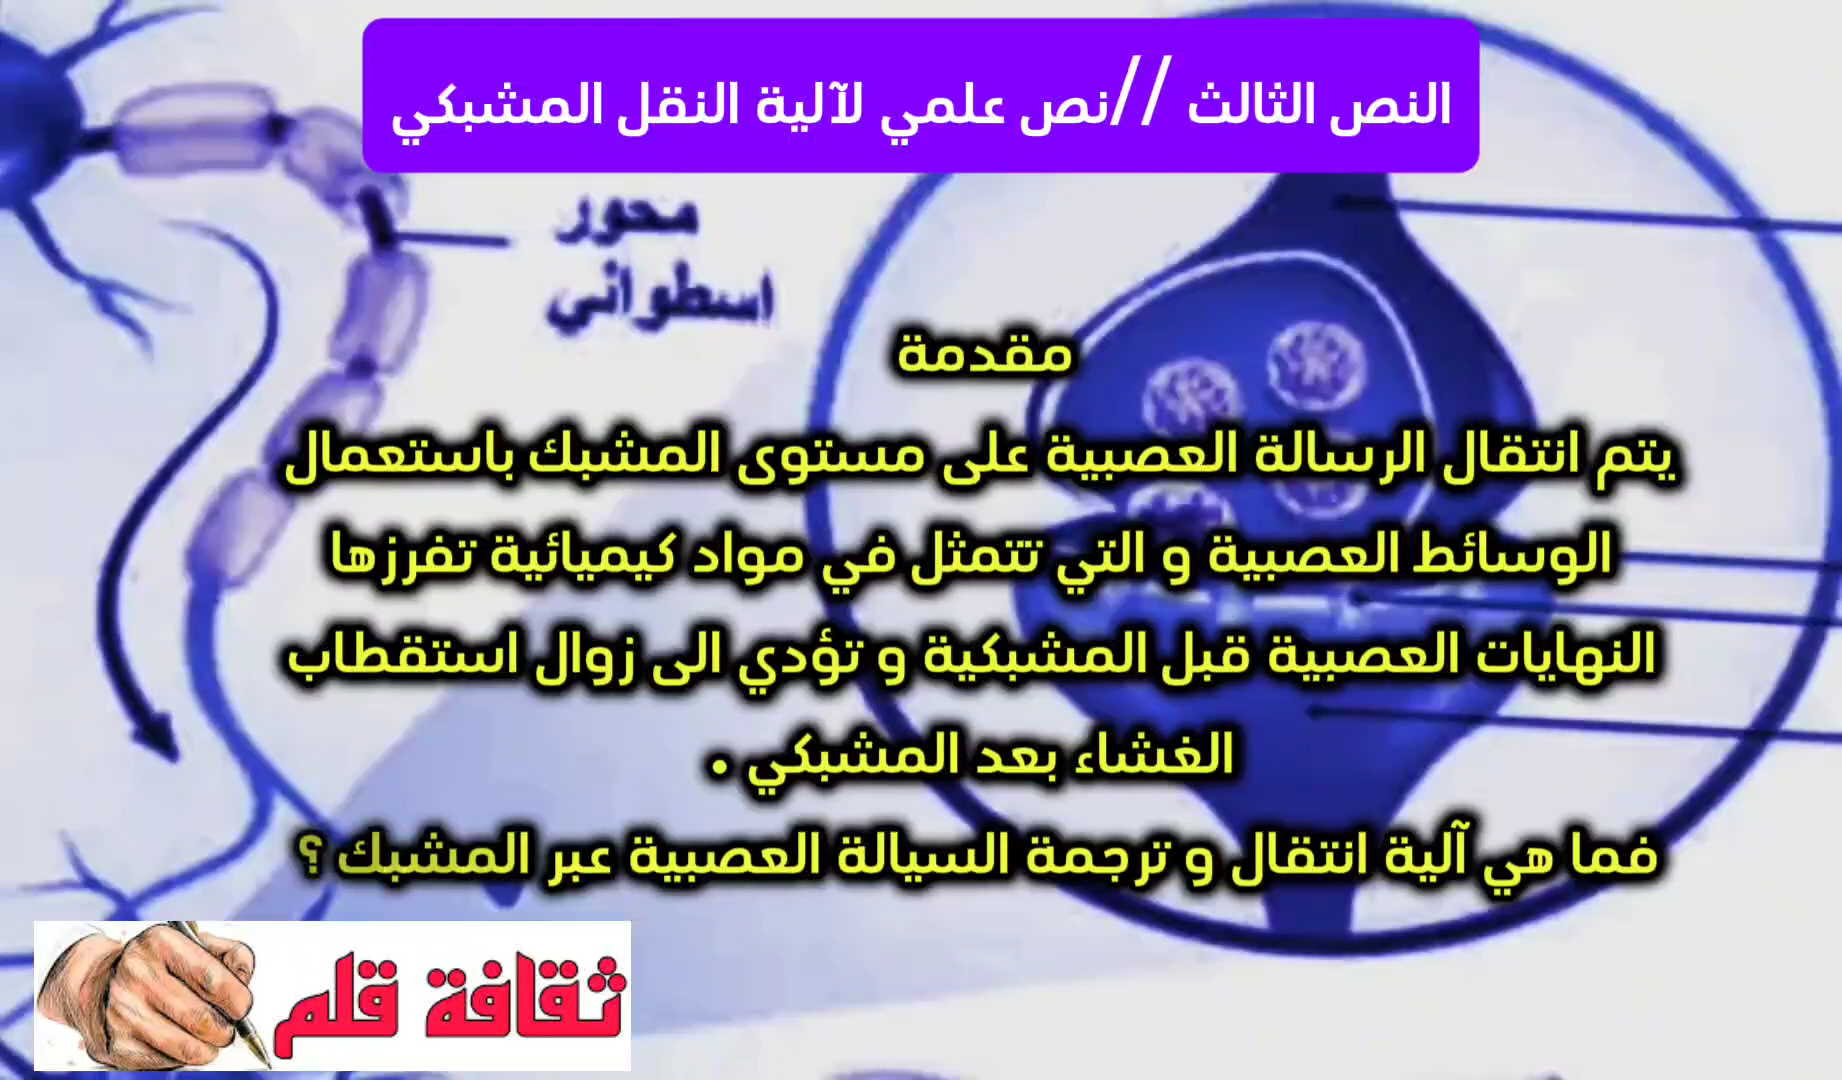 النص الثالث //نص علمي لآلية النقل المشبكي
محور
اسطواني
مقدمة
يتم انتقال الرسالة العصبية على مستوى المشبك باستعمال
الوسائط العصبية و التي تتمثل في مواد كيميائية تفرزها
النهايات العصبية قبل المشبكية و تؤدي الى زوال استقطاب
الغشاء بعد المشبكي .
فما هي آلية انتقال و ترجمة السيالة العصبية عبر المشبك ؟
ثقافة قلم